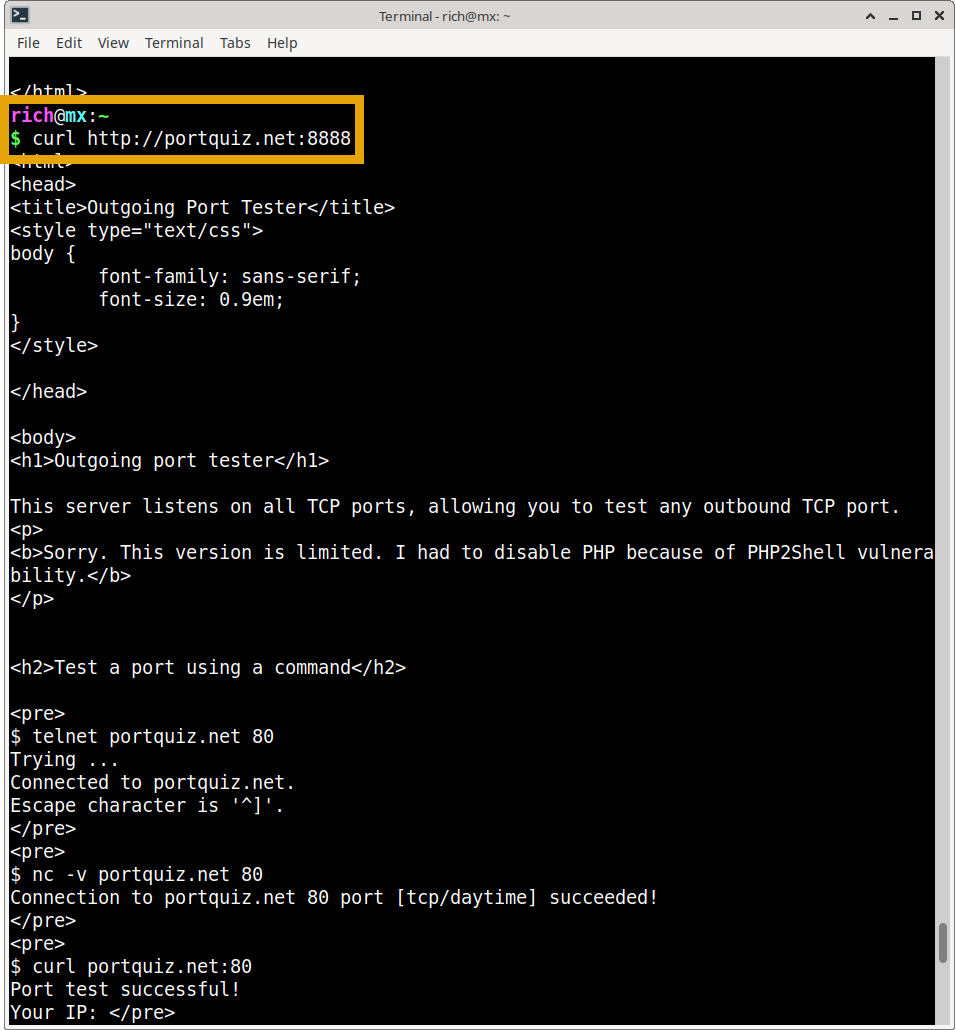 Terminal - rich@mx: ~
File Edit View Terminal Tabs Help
</html>
rich@mx:~
$ curl http://portquiz.net:8888
<html>
<head>
<title>Outgoing Port Tester</title>
<style type="text/css">
body {
        font-family: sans-serif;
        font-size: 0.9em;
}
</style>
</head>
<body>
<h1>Outgoing port tester</h1>
This server listens on all TCP ports, allowing you to test any outbound TCP port.
<p>
<b>Sorry. This version is limited. I had to disable PHP because of PHP2Shell vulnera
bility.</b>
</p>
<h2>Test a port using a command</h2>
<pre>
$ telnet portquiz.net 80
Trying ...
Connected to portquiz.net.
Escape character is '^]'.
</pre>
<pre>
$ nc -v portquiz.net 80
Connection to portquiz.net 80 port [tcp/daytime] succeeded!
</pre>
<pre>
$ curl portquiz.net:80
Port test successful!
Your IP: </pre>